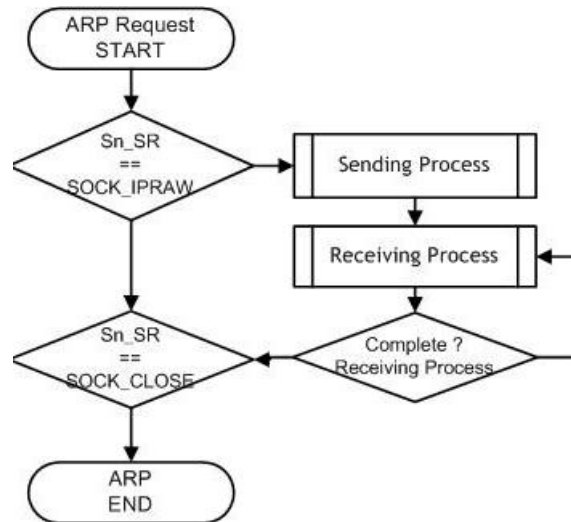 ARP Request
START
Sn_SR
==
SOCK_IPRAW
Sending Process
Receiving Process
Sn_SR
==
SOCK_CLOSE
Complete ?
Receiving Process
ARP
END